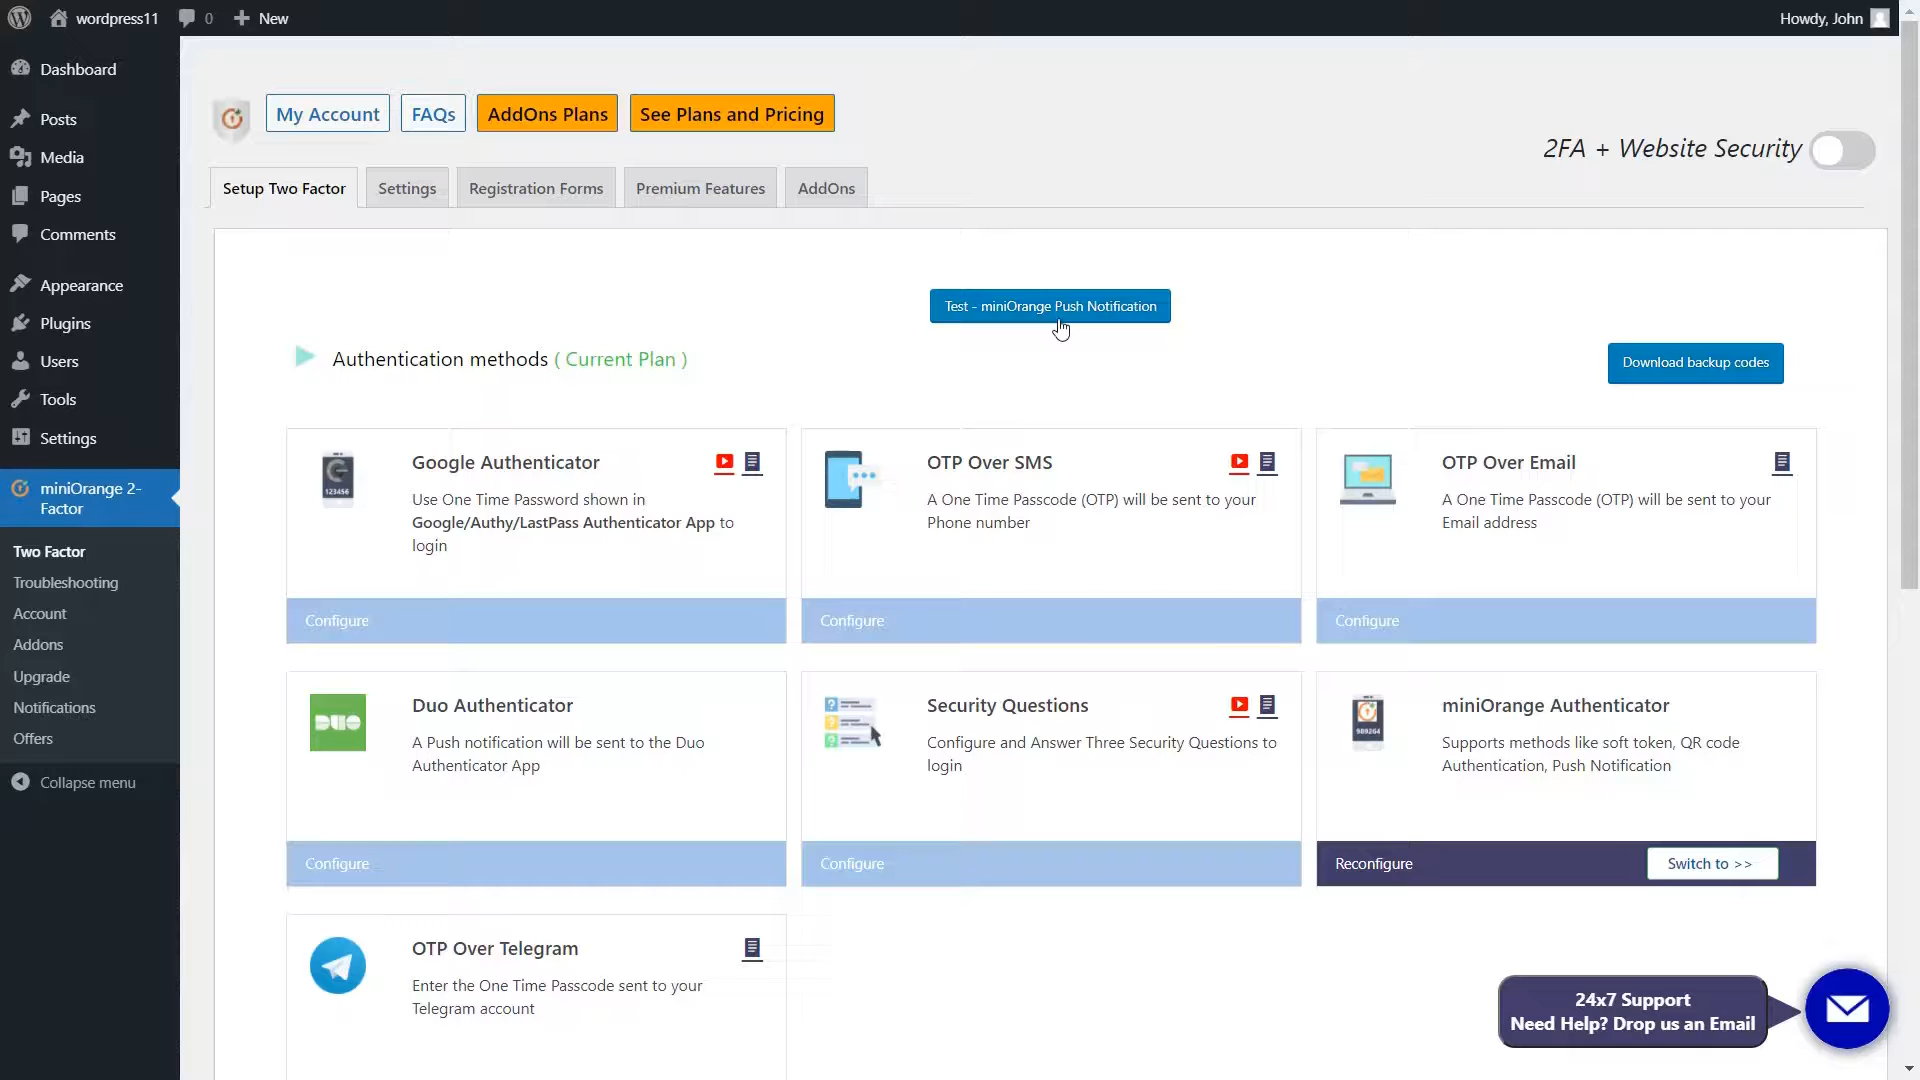 wordpress11
0
New
Howdy, John
Dashboard
Posts
Media
Pages
Comments
Appearance
Plugins
Users
Tools
Settings
miniOrange 2-
Factor
Two Factor
Troubleshooting
Account
Addons
Upgrade
Notifications
Offers
Collapse menu
My Account
FAQs
AddOns Plans
See Plans and Pricing
2FA + Website Security
Setup Two Factor
Settings
Registration Forms
Premium Features
AddOns
Test - miniOrange Push Notification
Authentication methods ( Current Plan )
Download backup codes
123456
Google Authenticator
Use One Time Password shown in
Google/Authy/LastPass Authenticator App to
login
Configure
OTP Over SMS
A One Time Passcode (OTP) will be sent to your
Phone number
Configure
OTP Over Email
A One Time Passcode (OTP) will be sent to your
Email address
Configure
DUO
Duo Authenticator
A Push notification will be sent to the Duo
Authenticator App
Configure
Security Questions
Configure and Answer Three Security Questions to
login
Configure
miniOrange Authenticator
Supports methods like soft token, QR code
Authentication, Push Notification
Reconfigure
Switch to >>
OTP Over Telegram
Enter the One Time Passcode sent to your
Telegram account
24x7 Support
Need Help? Drop us an Email